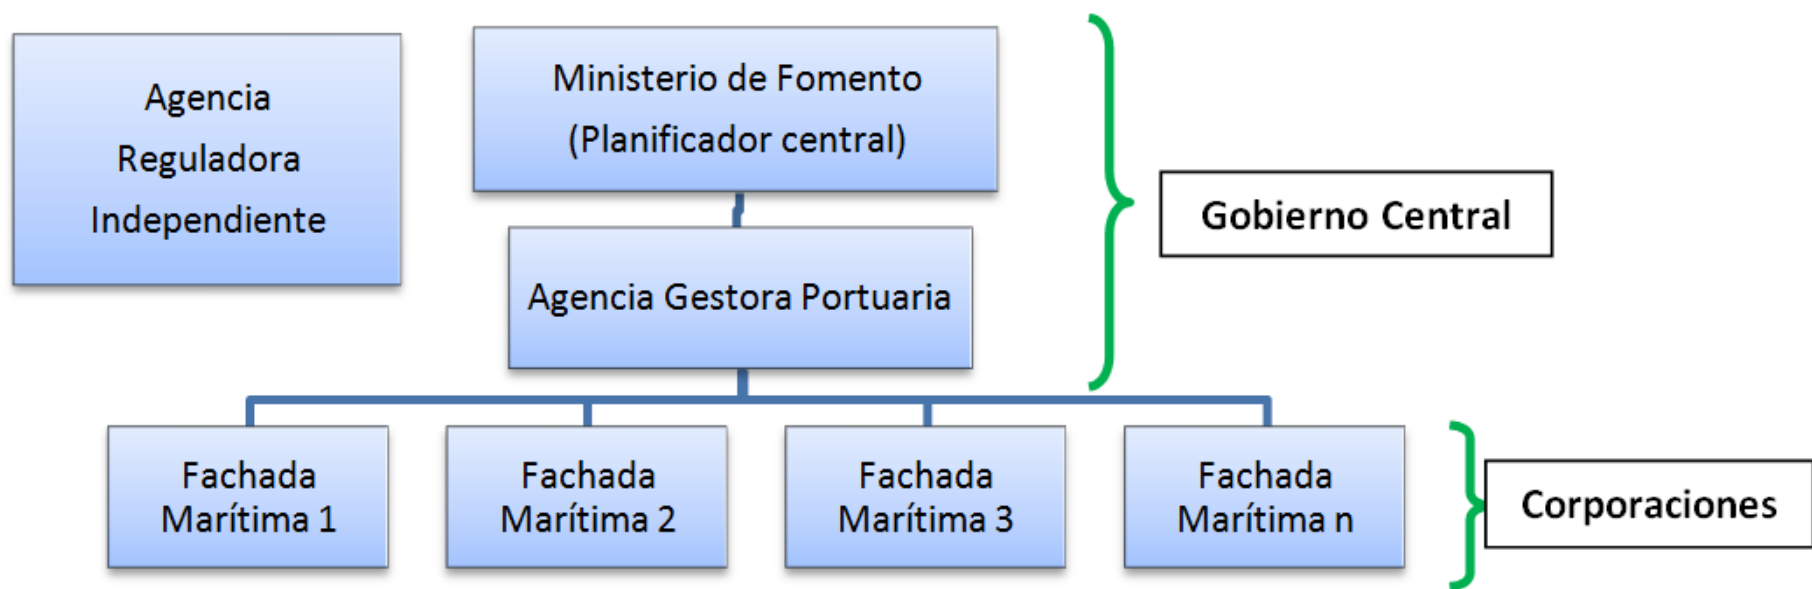 Agencia
Reguladora
Independiente
Ministerio de Fomento
(Planificador central)
Gobierno Central
Agencia Gestora Portuaria
Fachada
Marítima 1
Fachada
Marítima 2
Fachada
Marítima 3
Fachada
Marítima n
Corporaciones